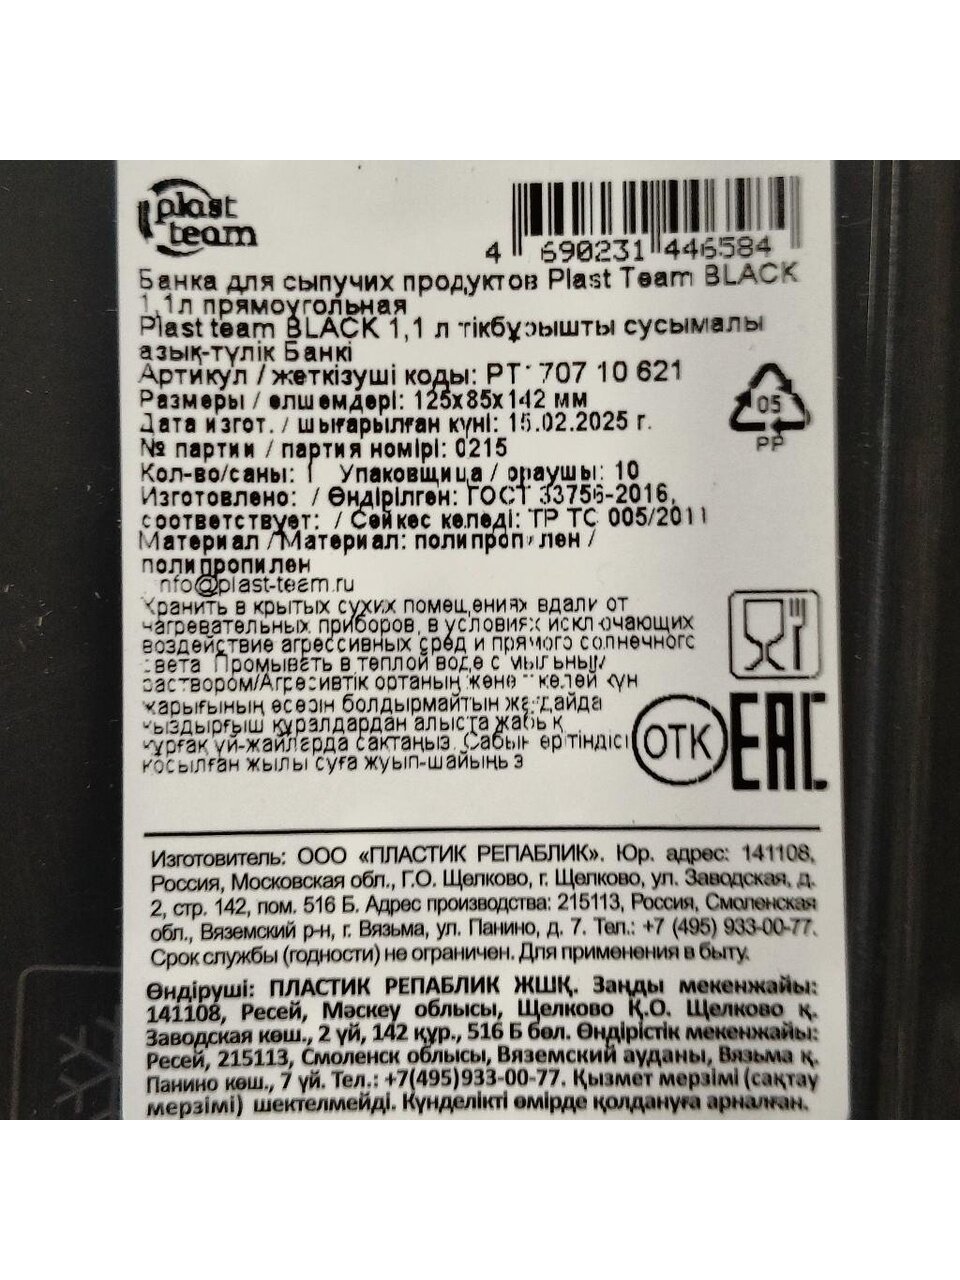 plast
team
4 690231 446584
Банка для сыпучих продуктов Plast Team BLACK
1,1л прямоугольная
Plast team BLACK 1,1 л тікбұрышты сусымалы
азық-түлік Банкі
Артикул / жеткізуші коды: PT1707 10 621
Размеры / өлшемдері: 125x85x142 мм
Дата изгот. / шығарылған күні: 15.02.2025 г.
№ партии / партия номірі: 0215
Кол-во/саны: 1 Упаковщица / ораушы: 10
Изготовлено: / Өндірілген: ГОСТ 33756-2016,
соответствует: / Сәйкес келеді: ТР ТС 005/2011
Материал /Материал: полипропилен /
полипропилен
info@plast-team.ru
Хранить в крытых сухих помещениях вдали от
нагревательных приборов, в условиях исключающих
воздействие агрессивных сред и прямого солнечного
света. Промывать в теплой воде с мыльным
раствором/Агрессивтік ортаның және тікелей күн
жарығының әсерін болдырмайтын жағдайда
қыздырғыш құралдардан алыста жабық
құрғақ үй-жайларда сақтаңыз. Сабын ерітіндісі
қосылған жылы суға жуып-шайыңыз
05
PP
ОТК
EAC
Изготовитель: ООО «ПЛАСТИК РЕПАБЛИК». Юр. адрес: 141108,
Россия, Московская обл., Г.О. Щелково, г. Щелково, ул. Заводская, д.
2, стр. 142, пом. 516 Б. Адрес производства: 215113, Россия, Смоленская
обл., Вяземский р-н, г. Вязьма, ул. Панино, д. 7. Тел.: +7 (495) 933-00-77.
Срок службы (годности) не ограничен. Для применения в быту.
Өндіруші: ПЛАСТИК РЕПАБЛИК ЖШҚ. Заңды мекенжайы:
141108, Ресей, Мәскеу облысы, Щелково Қ.О. Щелково қ.
Заводская көш., 2 үй, 142 құр., 516 Б бөл. Өндірістік мекенжайы:
Ресей, 215113, Смоленск облысы, Вяземский ауданы, Вязьма қ.
Панино көш., 7 үй. Тел.: +7(495)933-00-77. Қызмет мерзімі (сақтау
мерзімі) шектелмейді. Күнделікті өмірде қолдануға арналған.